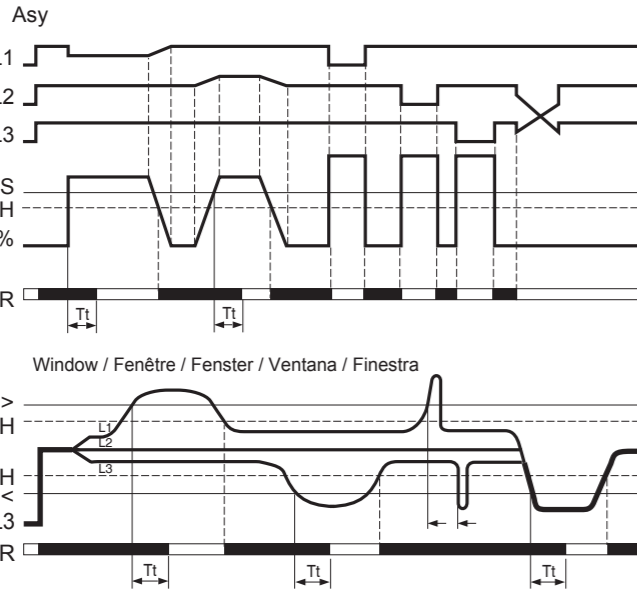 Asy
L1
L2
L3
S
H
%
R
Tt
Tt
Window / Fenêtre / Fenster / Ventana / Finestra
>
H
L1
L2
L3
H
<
L3
R
Tt
Tt
Tt